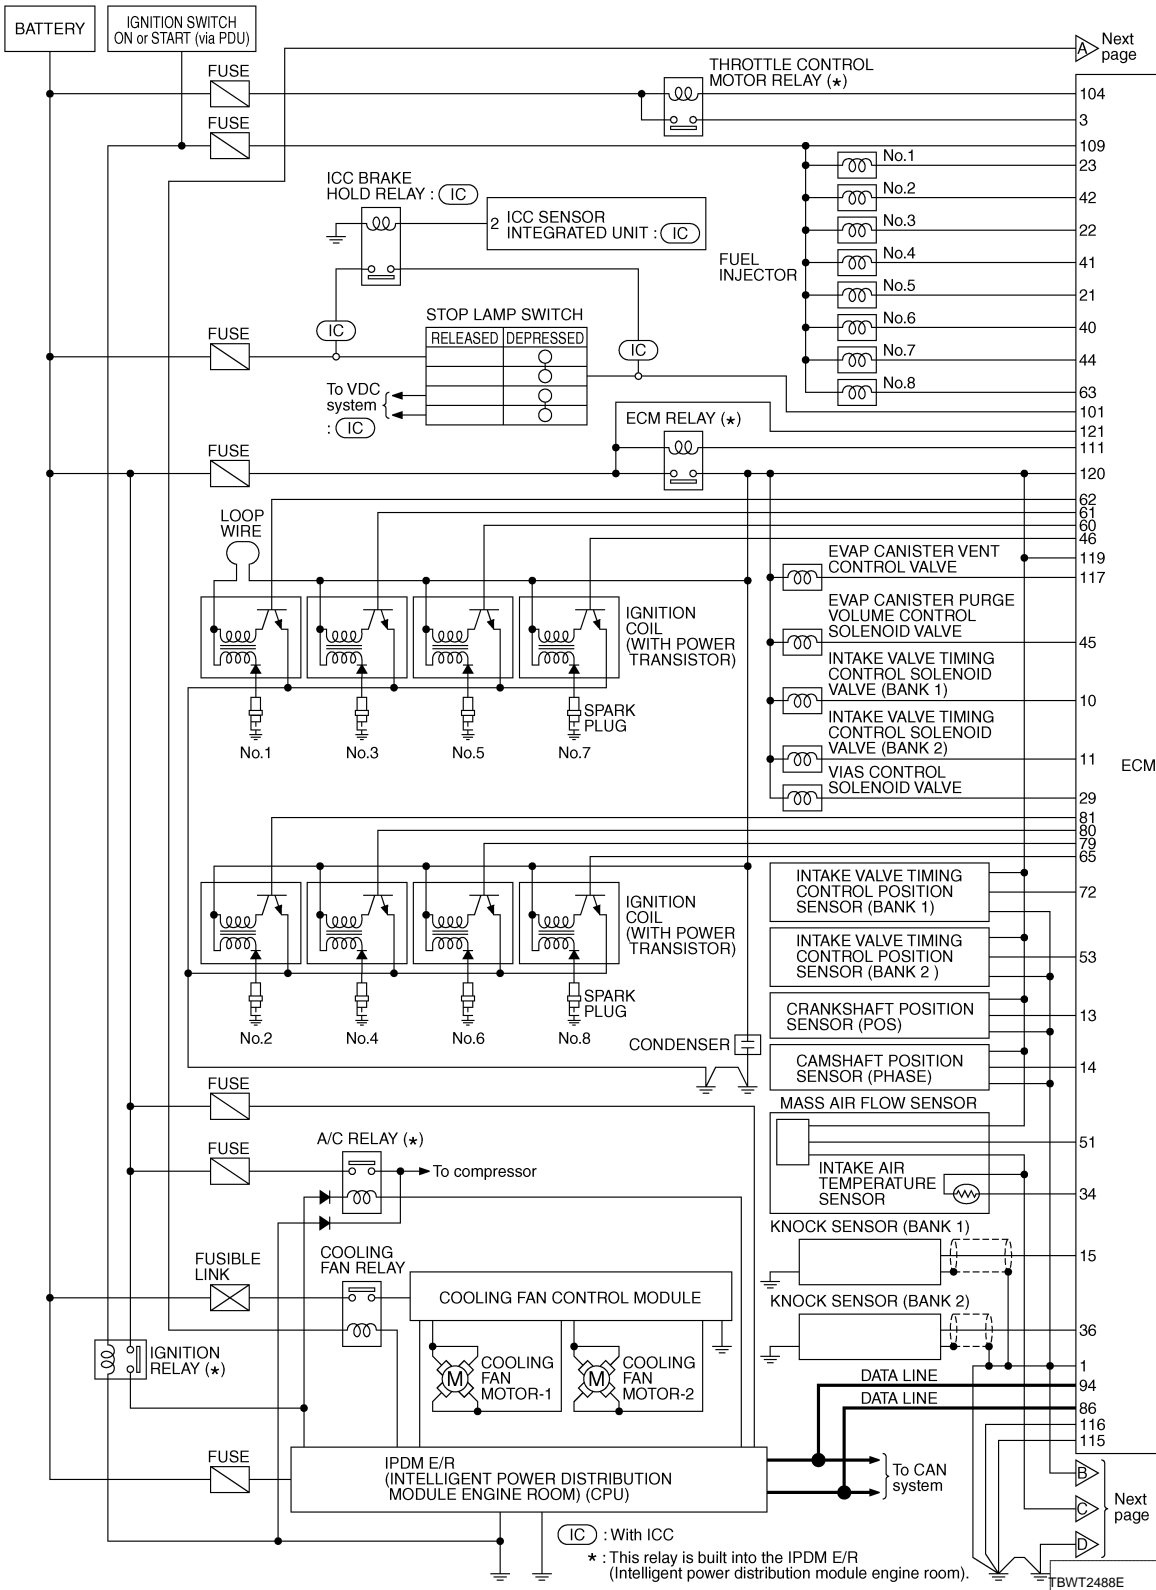 BATTERY
IGNITION SWITCH
ON or START (via PDU)
A
Next
page
FUSE
THROTTLE CONTROL
MOTOR RELAY (★)
104
3
FUSE
109
No.1
23
No.2
42
No.3
22
No.4
41
No.5
21
No.6
40
No.7
44
No.8
63
FUEL
INJECTOR
ICC BRAKE
HOLD RELAY : IC
2 ICC SENSOR
INTEGRATED UNIT : IC
FUSE
IC
STOP LAMP SWITCH
RELEASED DEPRESSED
IC
To VDC
system
: IC
101
121
ECM RELAY (★)
111
FUSE
120
62
61
60
46
119
117
LOOP
WIRE
IGNITION
COIL
(WITH POWER
TRANSISTOR)
SPARK
PLUG
No.1
No.3
No.5
No.7
EVAP CANISTER VENT
CONTROL VALVE
EVAP CANISTER PURGE
VOLUME CONTROL
SOLENOID VALVE
45
INTAKE VALVE TIMING
CONTROL SOLENOID
VALVE (BANK 1)
10
INTAKE VALVE TIMING
CONTROL SOLENOID
VALVE (BANK 2)
11
VIAS CONTROL
SOLENOID VALVE
29
ECM
81
80
79
65
IGNITION
COIL
(WITH POWER
TRANSISTOR)
SPARK
PLUG
No.2
No.4
No.6
No.8
CONDENSER
INTAKE VALVE TIMING
CONTROL POSITION
SENSOR (BANK 1)
72
INTAKE VALVE TIMING
CONTROL POSITION
SENSOR (BANK 2 )
53
CRANKSHAFT POSITION
SENSOR (POS)
13
CAMSHAFT POSITION
SENSOR (PHASE)
14
MASS AIR FLOW SENSOR
51
INTAKE AIR
TEMPERATURE
SENSOR
34
KNOCK SENSOR (BANK 1)
15
KNOCK SENSOR (BANK 2)
36
1
DATA LINE
94
DATA LINE
86
116
115
FUSE
FUSE
A/C RELAY (★)
To compressor
FUSIBLE
LINK
COOLING
FAN RELAY
COOLING FAN CONTROL MODULE
M
COOLING
FAN
MOTOR-1
M
COOLING
FAN
MOTOR-2
IGNITION
RELAY (★)
FUSE
IPDM E/R
(INTELLIGENT POWER DISTRIBUTION
MODULE ENGINE ROOM) (CPU)
To CAN
system
B
C
D
Next
page
IC : With ICC
★ : This relay is built into the IPDM E/R
(Intelligent power distribution module engine room).
TBWT2488E